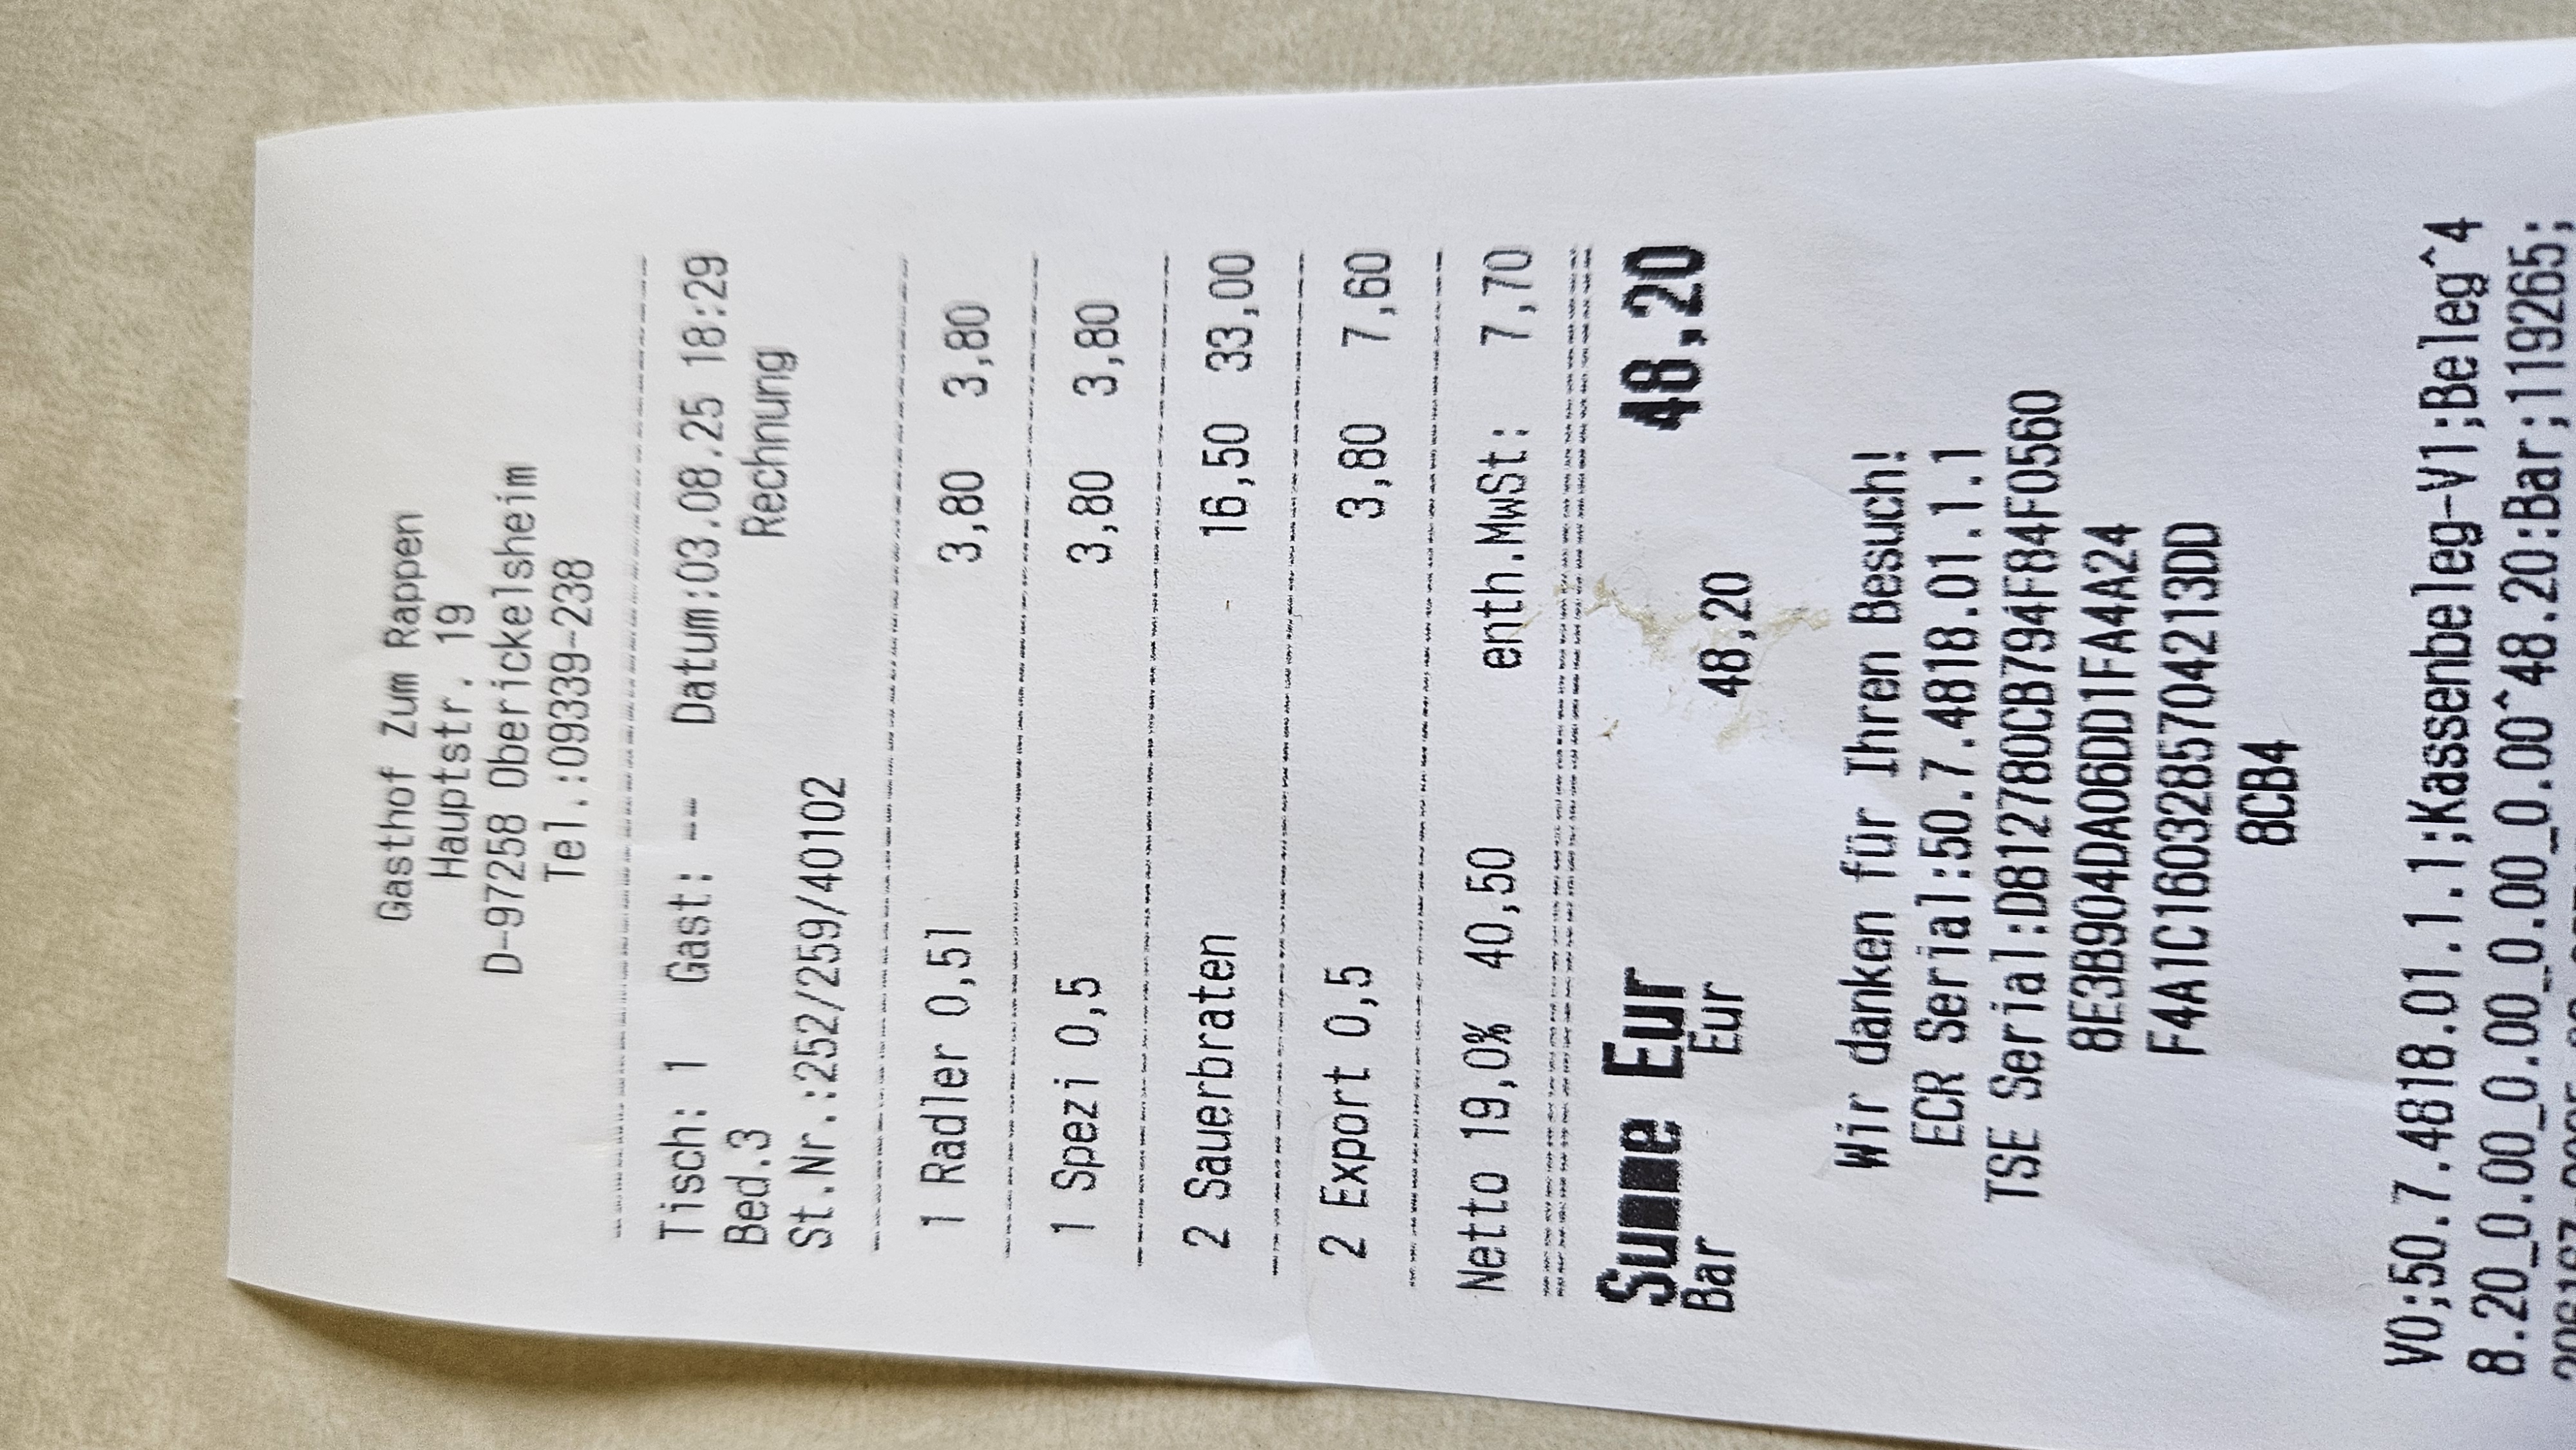 Gasthof Zum Rappen
Hauptstr. 19
D-97258 Oberickelsheim
Tel.:09339-238
Tisch: 1 Gast: -- Datum:03.08.25 18:29
Bed.3 Rechnung
St.Nr.:252/259/40102
1 Radler 0,5l 3,80 3,80
1 Spezi 0,5 3,80 3,80
2 Sauerbraten 16,50 33,00
2 Export 0,5 3,80 7,60
Netto 19,0% 40,50 enth.MwSt: 7,70
Summe Eur 48,20
Bar Eur 48,20
Wir danken für Ihren Besuch!
ECR Serial:50.7.4818.01.1.1
TSE Serial:D812780CB794F84F0560
8E3B904DA06DD1FA4A24
F4A1C1603285704213DD
8CB4
V0;50.7.4818.01.1.1;Kassenbeleg-V1;Beleg^4
8.20_0.00_0.00_0.00_0.00^48.20:Bar;119265;